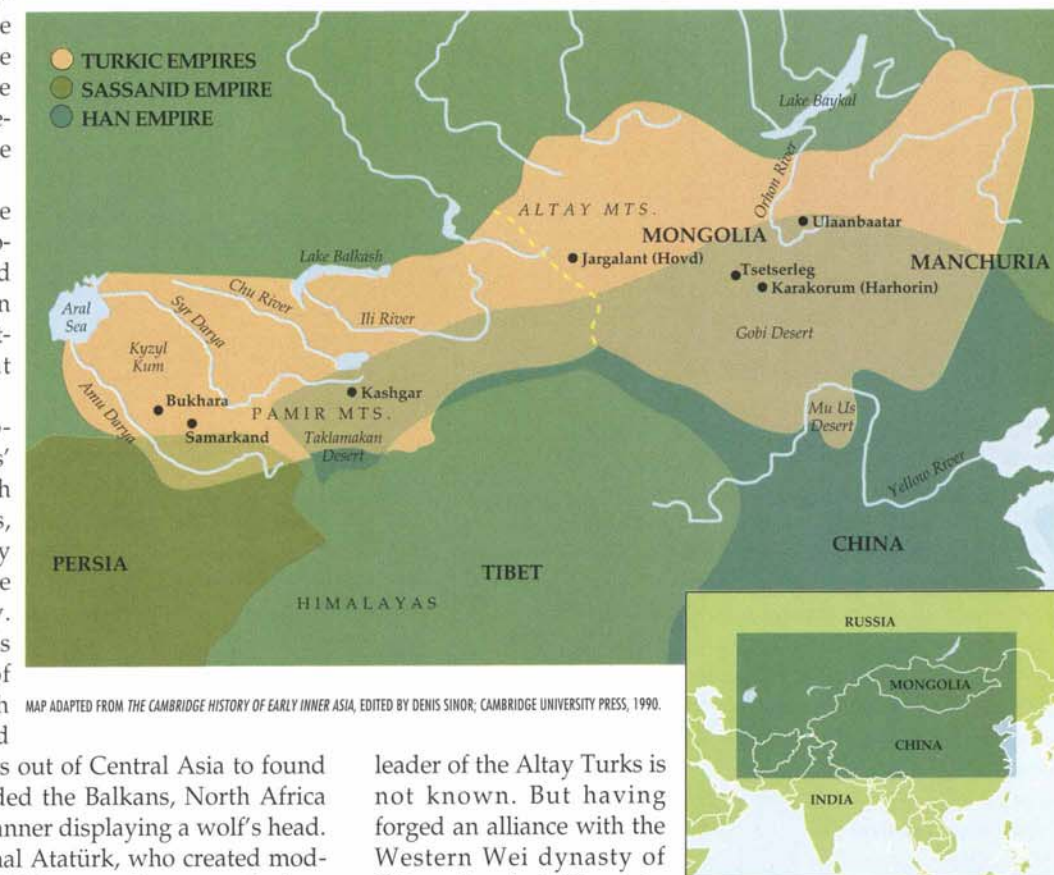 TURKIC EMPIRES
SASSANID EMPIRE
HAN EMPIRE
Lake Baykal
Orhon River
ALTAY MTS.
Ulaanbaatar
MONGOLIA
Jargalant (Hovd)
MANCHURIA
Tsetserleg
Karakorum (Harhorin)
Lake Balkash
Chu River
Aral
Sea
Syr Darya
Ili River
Gobi Desert
Kyzyl
Kum
Amu Darya
Bukhara
Kashgar
PAMIR MTS.
Samarkand
Taklamakan
Desert
Mu Us
Desert
Yellow River
PERSIA
TIBET
CHINA
HIMALAYAS
RUSSIA
MONGOLIA
CHINA
INDIA
MAP ADAPTED FROM THE CAMBRIDGE HISTORY OF EARLY INNER ASIA, EDITED BY DENIS SINOR; CAMBRIDGE UNIVERSITY PRESS, 1990.
s out of Central Asia to found
ded the Balkans, North Africa
anner displaying a wolf's head.
nal Atatürk, who created mod-
leader of the Altay Turks is
not known. But having
forged an alliance with the
Western Wei dynasty of